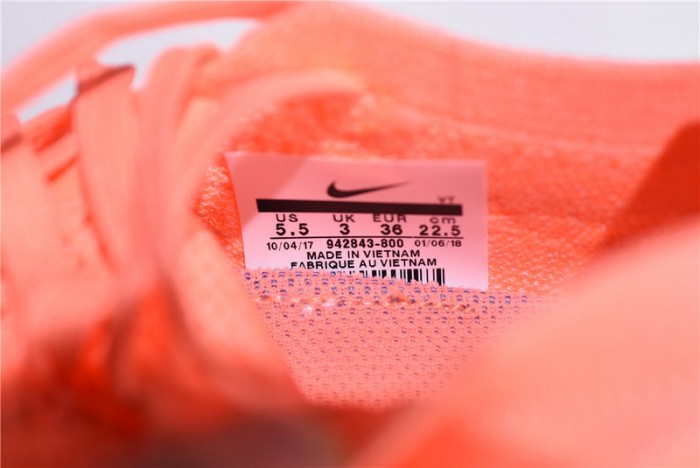 YT
US UK EUR cm
5.5 3 36 22.5
10/04/17 942843-800 01/06/18
MADE IN VIETNAM
FABRIQUE AU VIETNAM